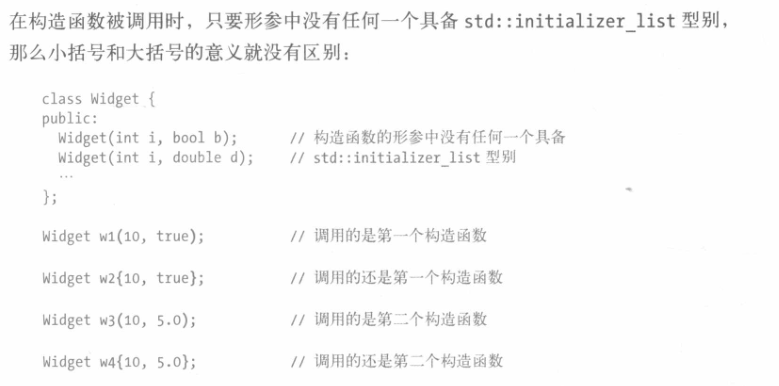 在构造函数被调用时，只要形参中没有任何一个具备 std::initializer_list 型别，
那么小括号和大括号的意义就没有区别：
class Widget {
public:
  Widget(int i, bool b);       // 构造函数的形参中没有任何一个具备
  Widget(int i, double d);     // std::initializer_list 型别
  …
};
Widget w1(10, true);           // 调用的是第一个构造函数
Widget w2{10, true};           // 调用的还是第一个构造函数
Widget w3(10, 5.0);            // 调用的是第二个构造函数
Widget w4{10, 5.0};            // 调用的还是第二个构造函数